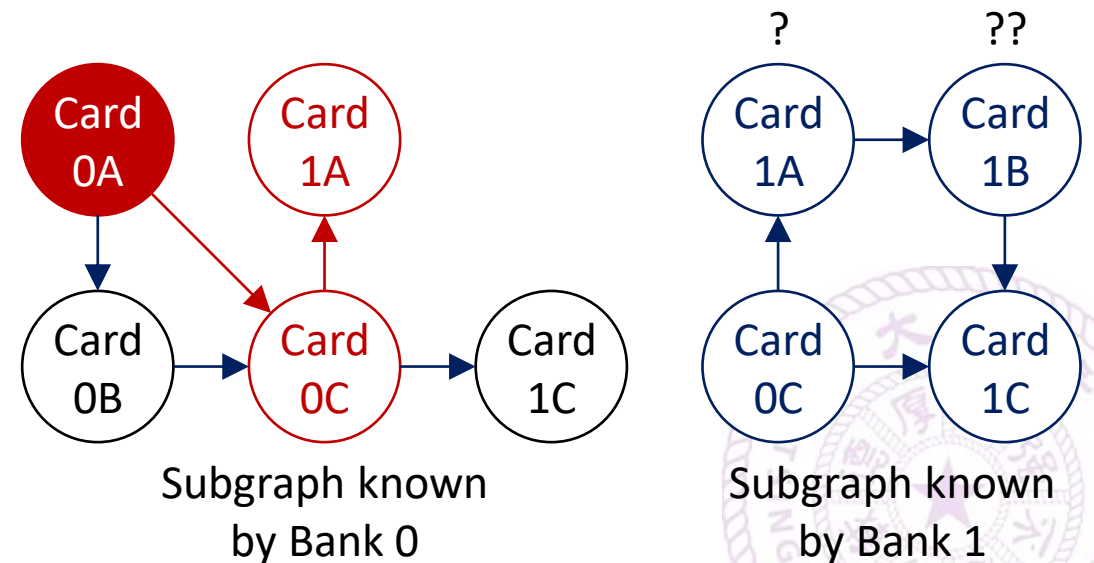 ? ??
Card
0A
Card
1A
Card
1A
Card
1B
Card
0B
Card
0C
Card
1C
Card
0C
Card
1C
Subgraph known
by Bank 0
Subgraph known
by Bank 1